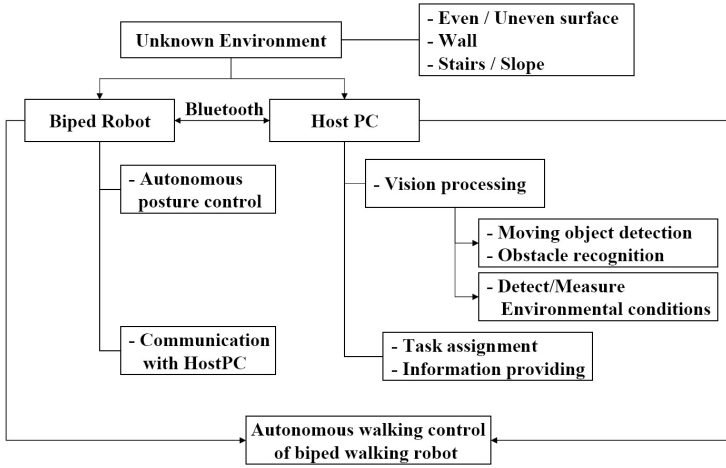 Unknown Environment
- Even / Uneven surface
- Wall
- Stairs / Slope
Biped Robot
Bluetooth
Host PC
- Autonomous
posture control
- Vision processing
- Moving object detection
- Obstacle recognition
- Detect/Measure
Environmental conditions
- Communication
with HostPC
- Task assignment
- Information providing
Autonomous walking control
of biped walking robot